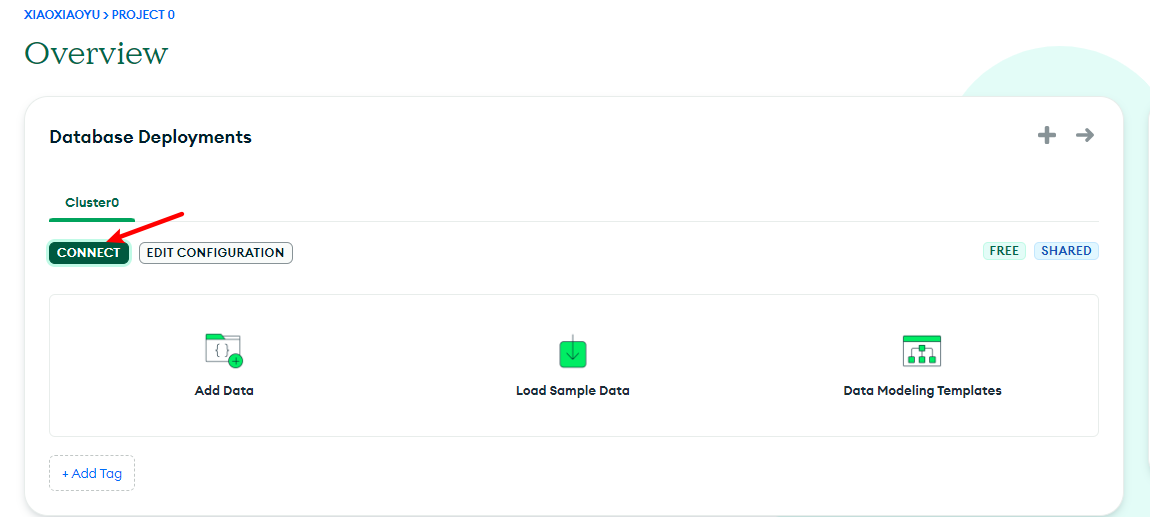 XIAOXIAOYU > PROJECT 0
Overview
Database Deployments
Cluster0
CONNECT EDIT CONFIGURATION FREE SHARED
{ }
Add Data Load Sample Data Data Modeling Templates
+ Add Tag